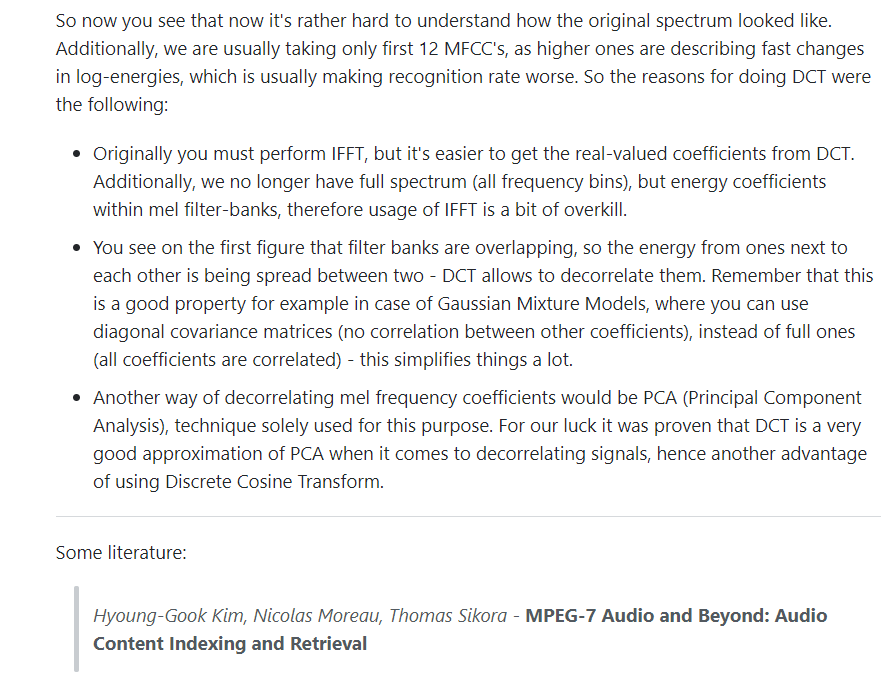 So now you see that now it's rather hard to understand how the original spectrum looked like.
Additionally, we are usually taking only first 12 MFCC's, as higher ones are describing fast changes
in log-energies, which is usually making recognition rate worse. So the reasons for doing DCT were
the following:
• Originally you must perform IFFT, but it's easier to get the real-valued coefficients from DCT.
Additionally, we no longer have full spectrum (all frequency bins), but energy coefficients
within mel filter-banks, therefore usage of IFFT is a bit of overkill.
• You see on the first figure that filter banks are overlapping, so the energy from ones next to
each other is being spread between two - DCT allows to decorrelate them. Remember that this
is a good property for example in case of Gaussian Mixture Models, where you can use
diagonal covariance matrices (no correlation between other coefficients), instead of full ones
(all coefficients are correlated) - this simplifies things a lot.
• Another way of decorrelating mel frequency coefficients would be PCA (Principal Component
Analysis), technique solely used for this purpose. For our luck it was proven that DCT is a very
good approximation of PCA when it comes to decorrelating signals, hence another advantage
of using Discrete Cosine Transform.
Some literature:
Hyoung-Gook Kim, Nicolas Moreau, Thomas Sikora - MPEG-7 Audio and Beyond: Audio
Content Indexing and Retrieval